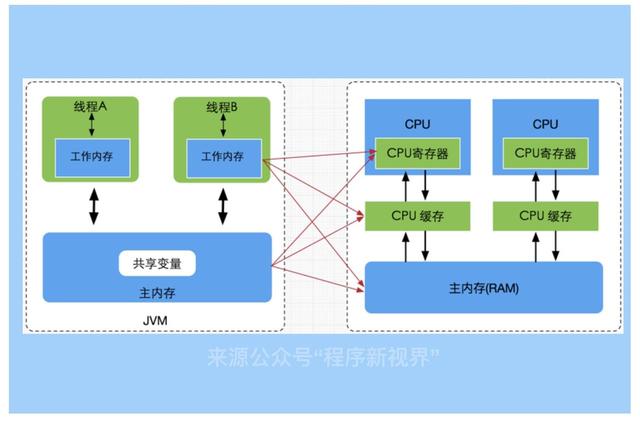 线程A
线程B
工作内存
工作内存
共享变量
主内存
JVM
CPU
CPU
CPU寄存器
CPU寄存器
CPU 缓存
CPU 缓存
主内存(RAM)
来源公众号“程序新视界”